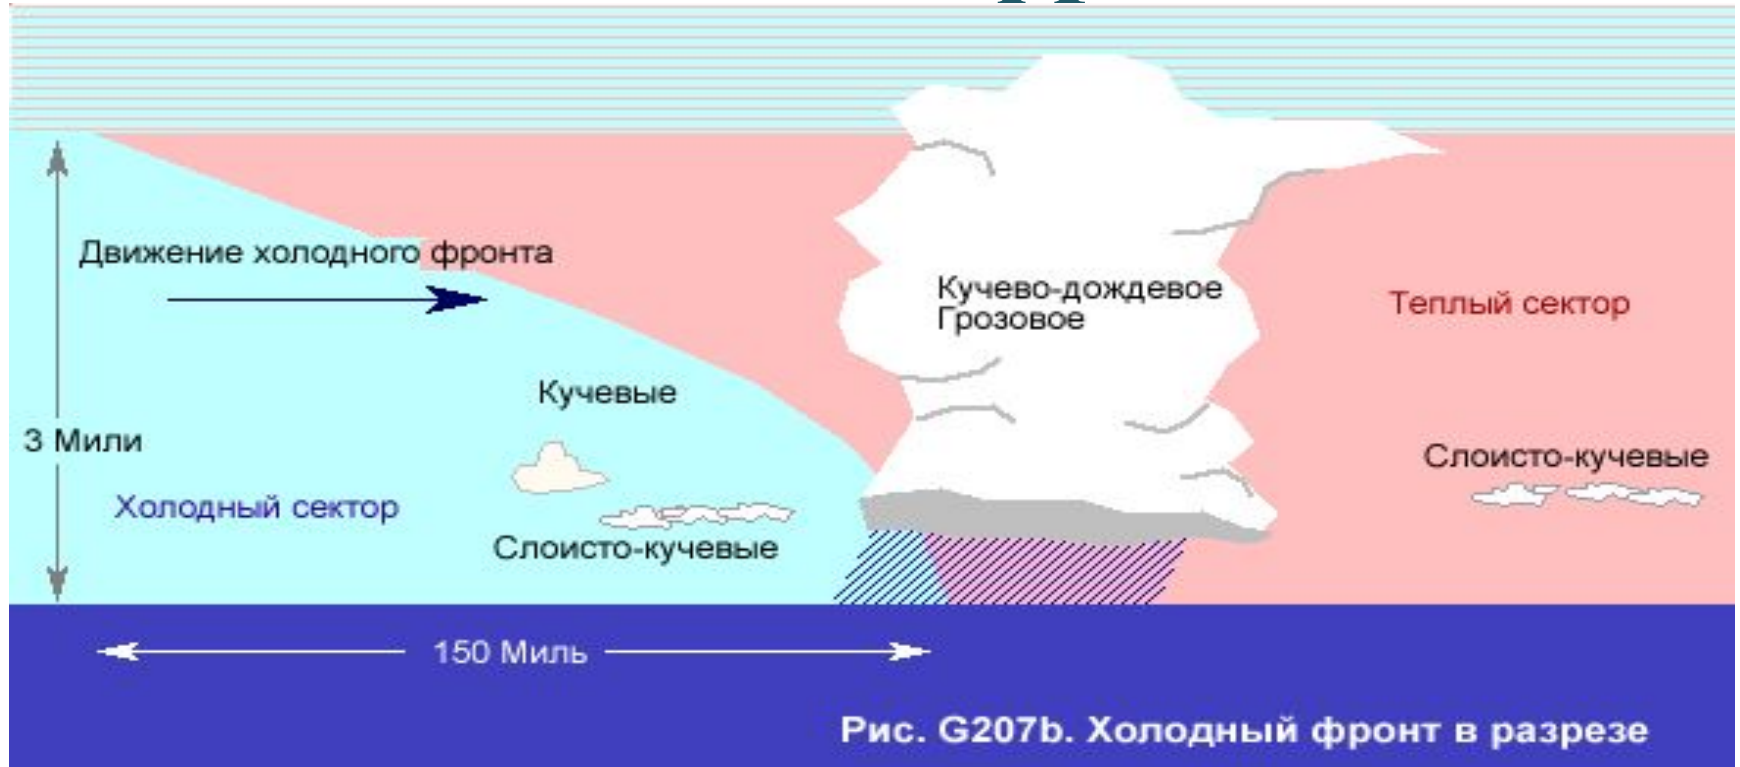 Движение холодного фронта
Кучево-дождевое
Грозовое
Теплый сектор
Кучевые
3 Мили
Слоисто-кучевые
Холодный сектор
Слоисто-кучевые
150 Миль
Рис. G207b. Холодный фронт в разрезе